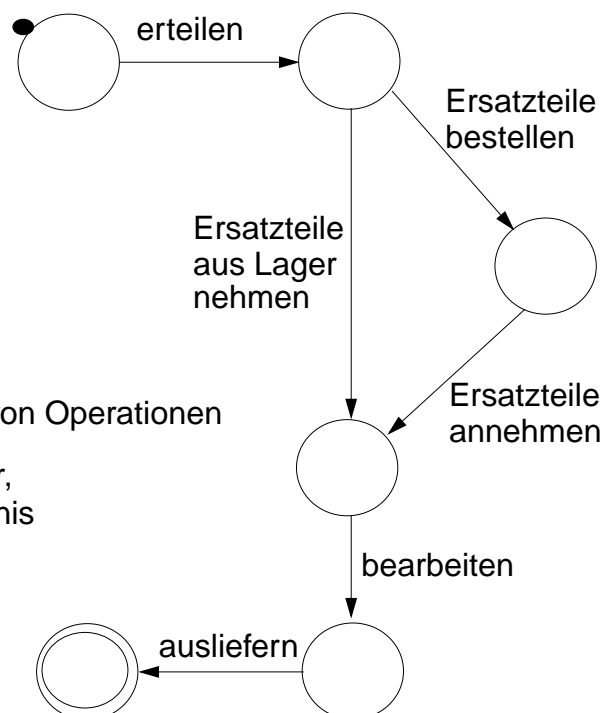 erteilen
Ersatzteile
bestellen
Ersatzteile
aus Lager
nehmen
Ersatzteile
annehmen
on Operationen
r,
nis
bearbeiten
ausliefern